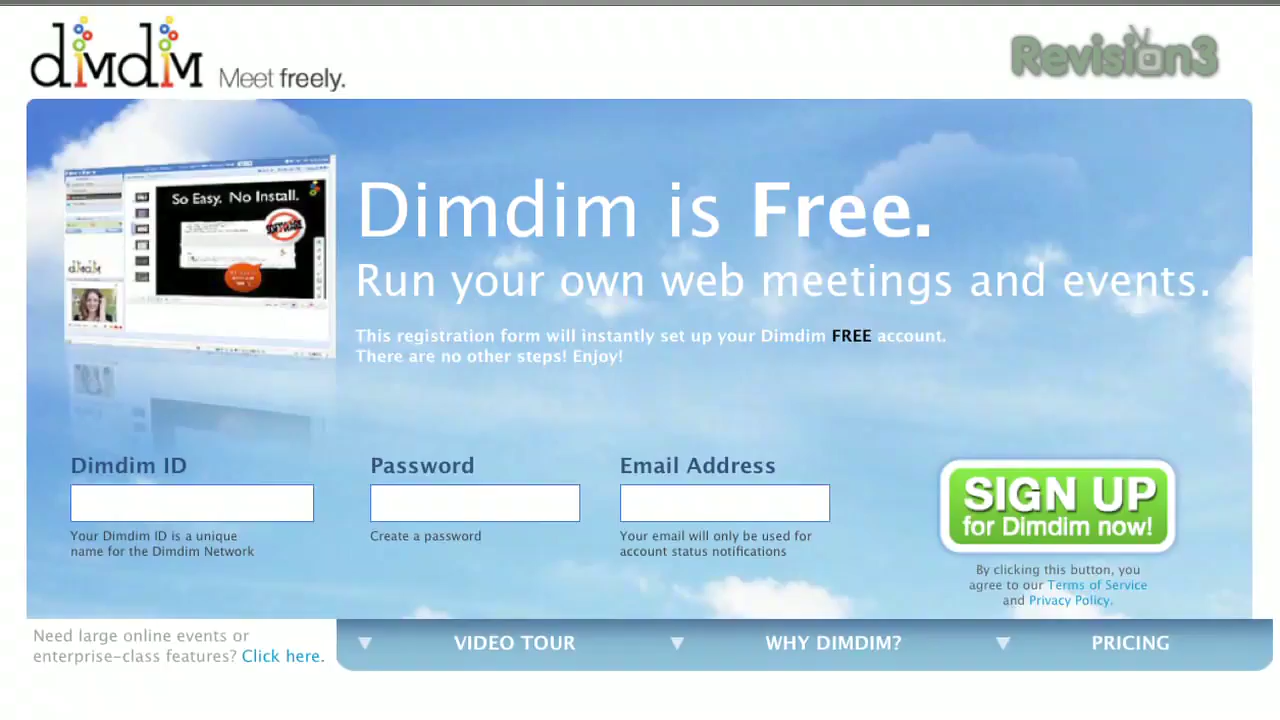 dimdim Meet freely.
Revision3
So Easy. No Install.
dimdim
Dimdim is Free.
Run your own web meetings and events.
This registration form will instantly set up your Dimdim FREE account.
There are no other steps! Enjoy!
Dimdim ID
Your Dimdim ID is a unique
name for the Dimdim Network
Password
Create a password
Email Address
Your email will only be used for
account status notifications
SIGN UP
for Dimdim now!
By clicking this button, you
agree to our Terms of Service
and Privacy Policy.
Need large online events or
enterprise-class features? Click here.
VIDEO TOUR
WHY DIMDIM?
PRICING